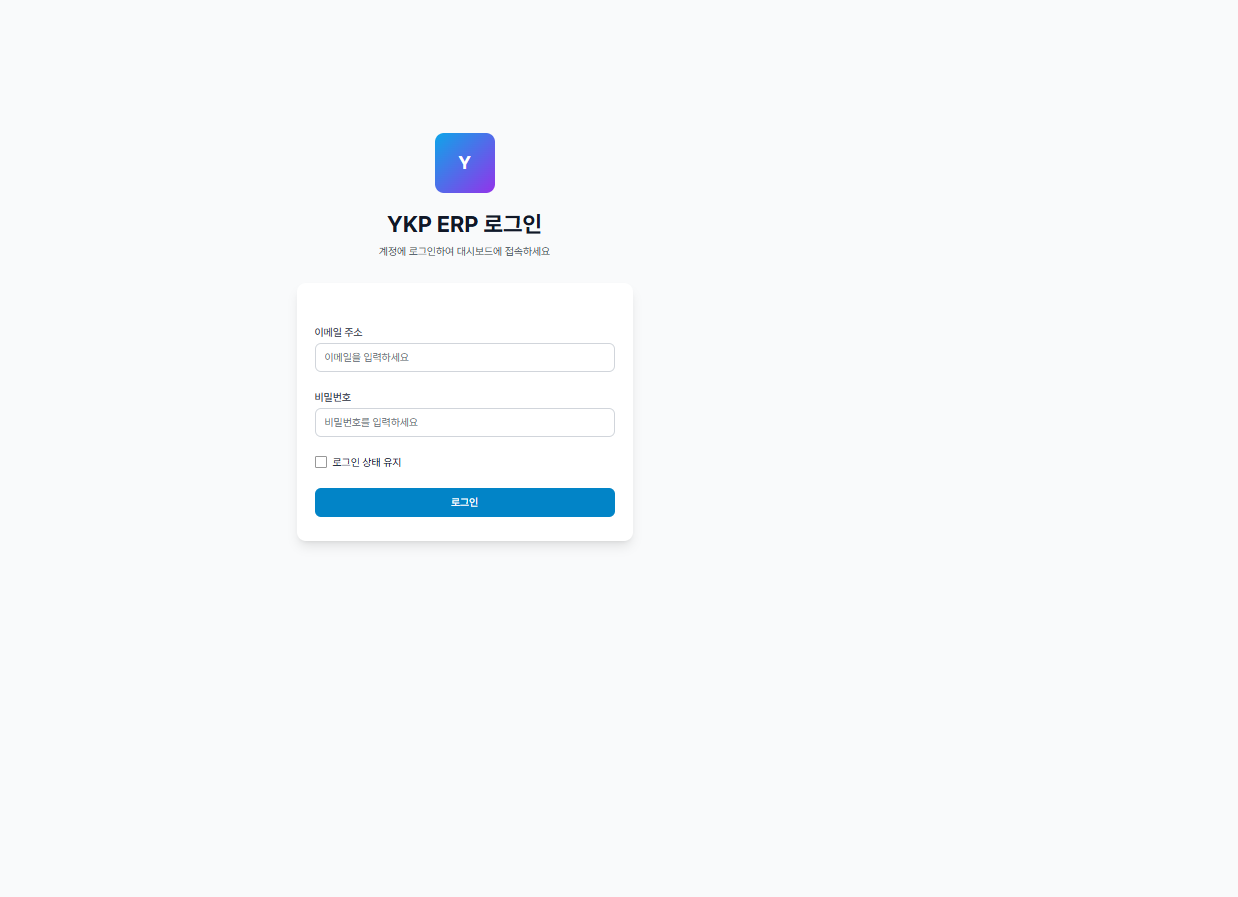 Y
YKP ERP 로그인
계정에 로그인하여 대시보드에 접속하세요
이메일 주소
이메일을 입력하세요
비밀번호
비밀번호를 입력하세요
로그인 상태 유지
로그인